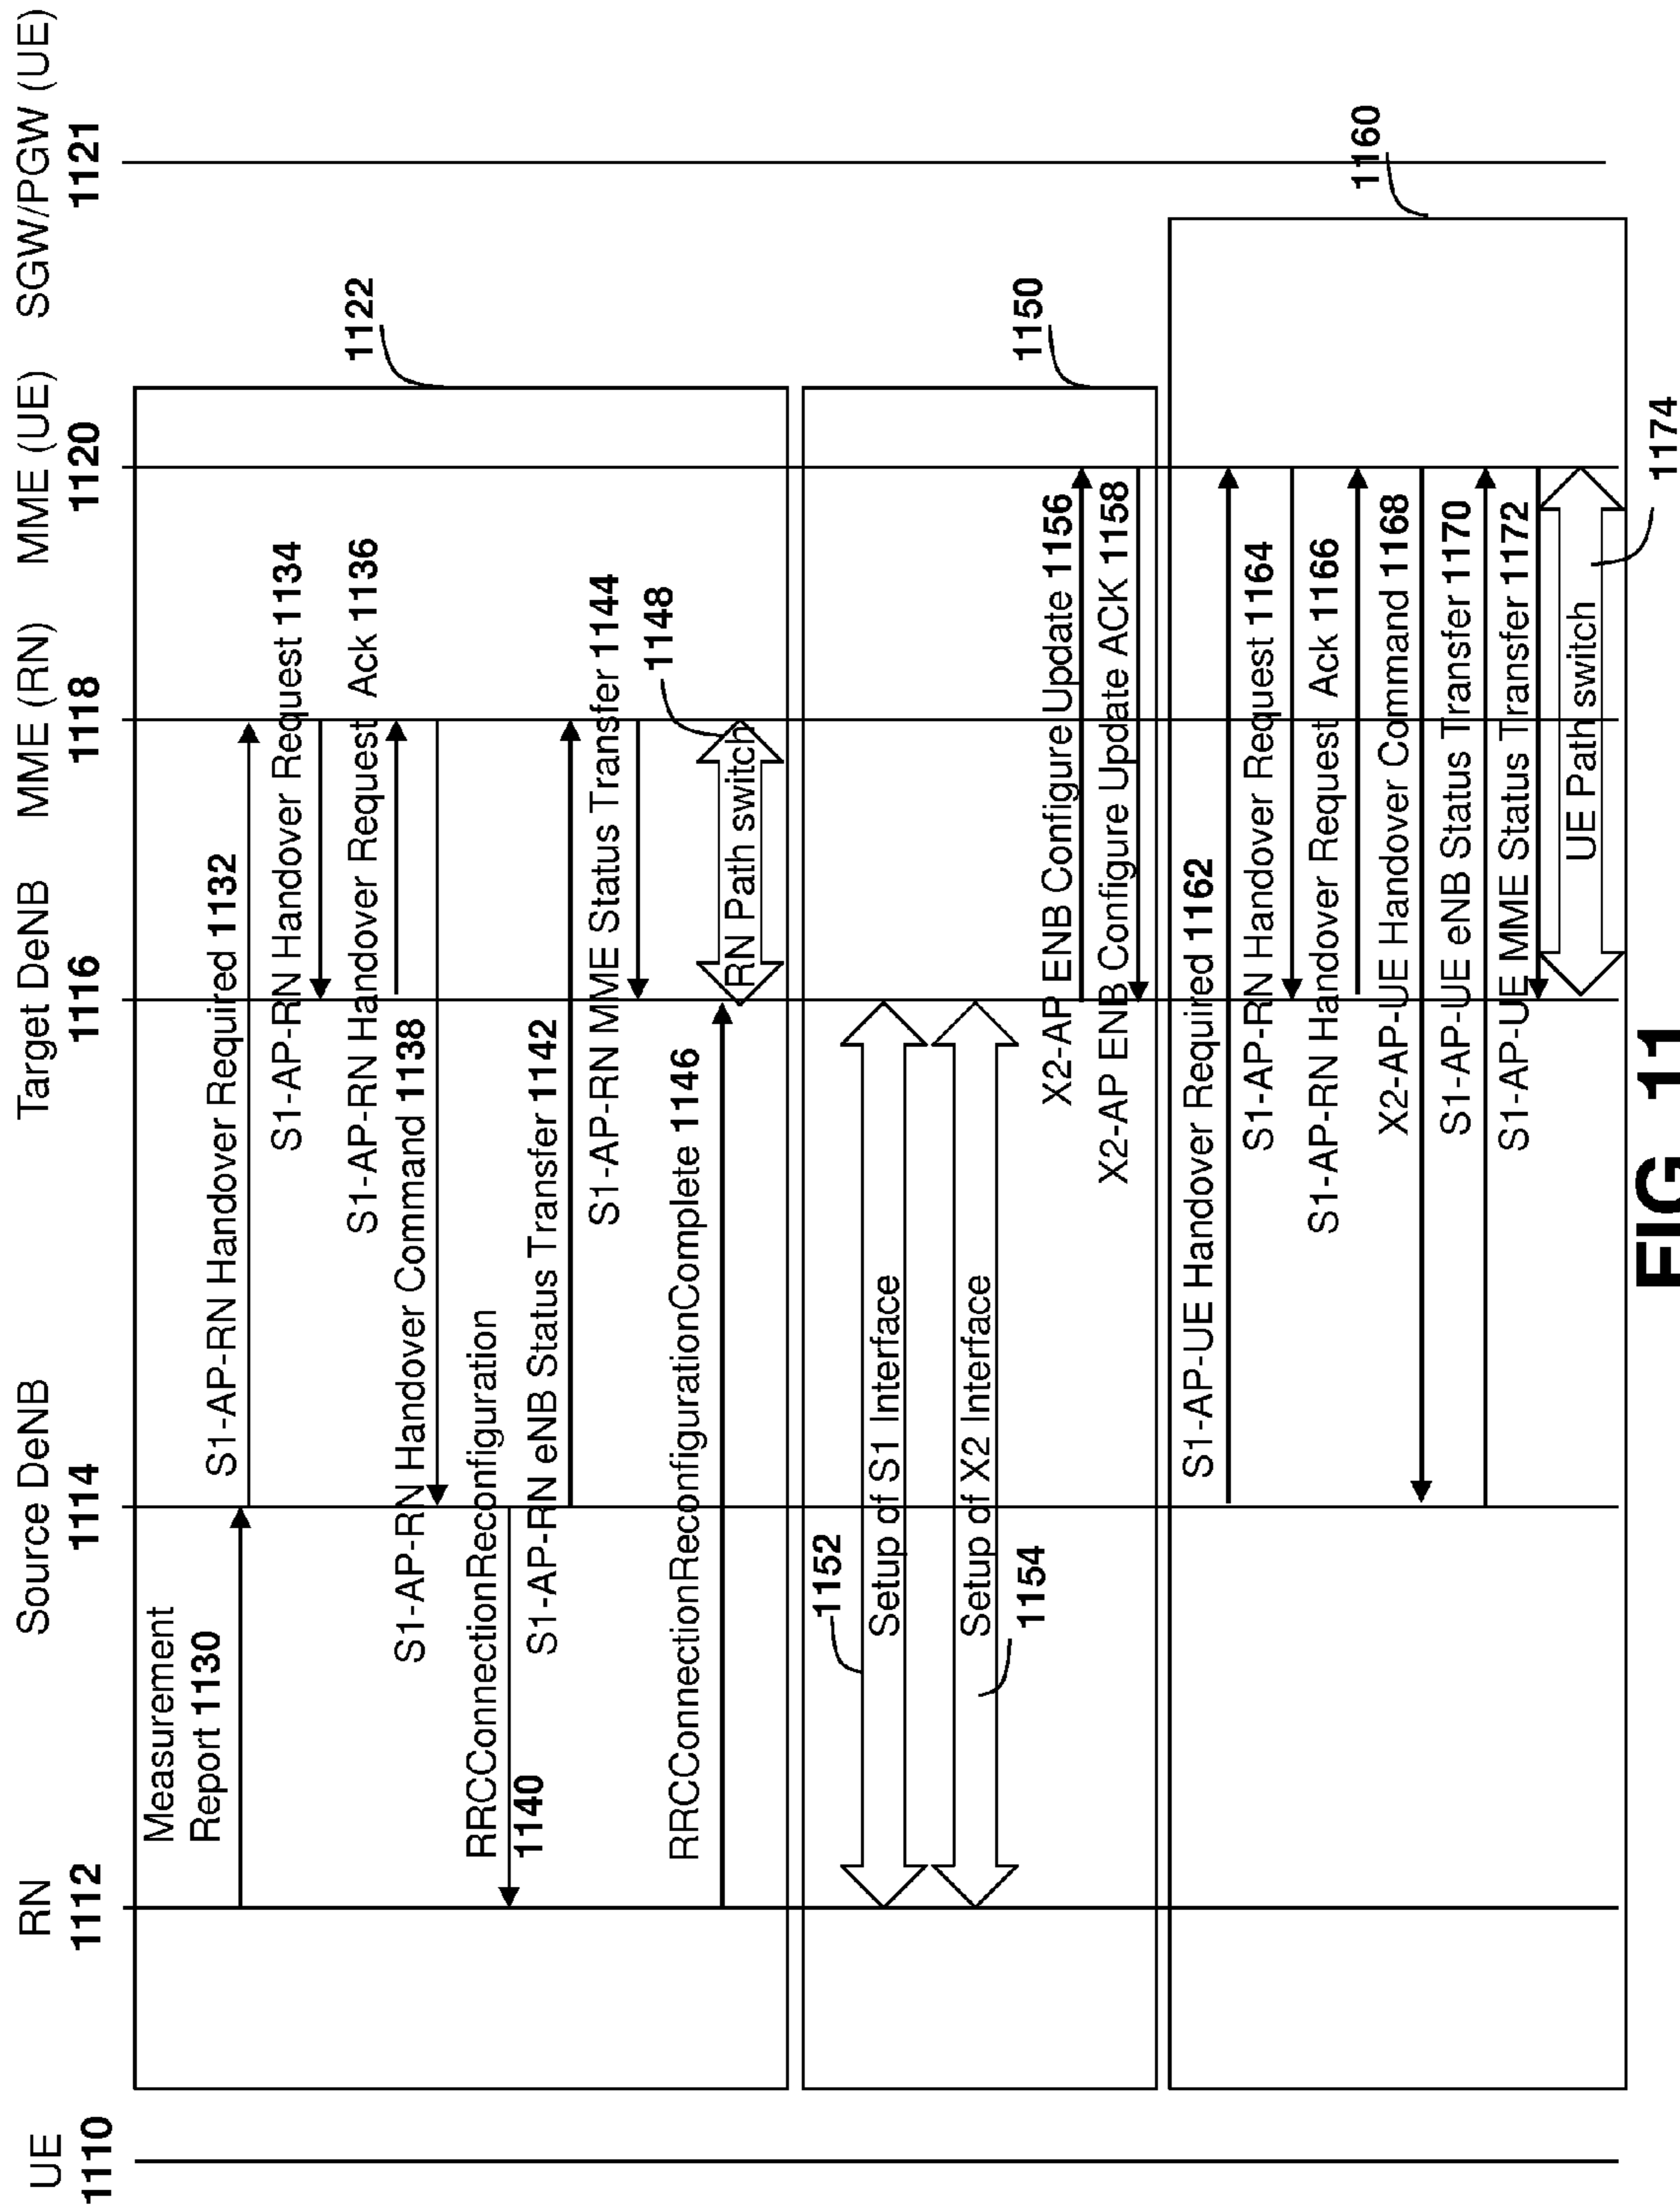 UE
1110
RN
1112
Source DeNB
1114
Target DeNB
1116
MME (RN)
1118
MME (UE)
1120
SGW/PGW (UE)
1121
1122
Measurement
Report 1130
S1-AP-RN Handover Required 1132
S1-AP-RN Handover Request 1134
S1-AP-RN Handover Request Ack 1136
S1-AP-RN Handover Command 1138
RRCConnectionReconfiguration
1140
S1-AP-RN eNB Status Transfer 1142
S1-AP-RN MME Status Transfer 1144
RRCConnectionReconfigurationComplete 1146
1148
RN Path switch
1150
1152
Setup of S1 Interface
Setup of X2 Interface
1154
X2-AP ENB Configure Update 1156
X2-AP ENB Configure Update ACK 1158
1160
S1-AP-UE Handover Required 1162
S1-AP-RN Handover Request 1164
S1-AP-RN Handover Request Ack 1166
X2-AP-UE Handover Command 1168
S1-AP-UE eNB Status Transfer 1170
S1-AP-UE MME Status Transfer 1172
UE Path switch
1174
FIG. 11